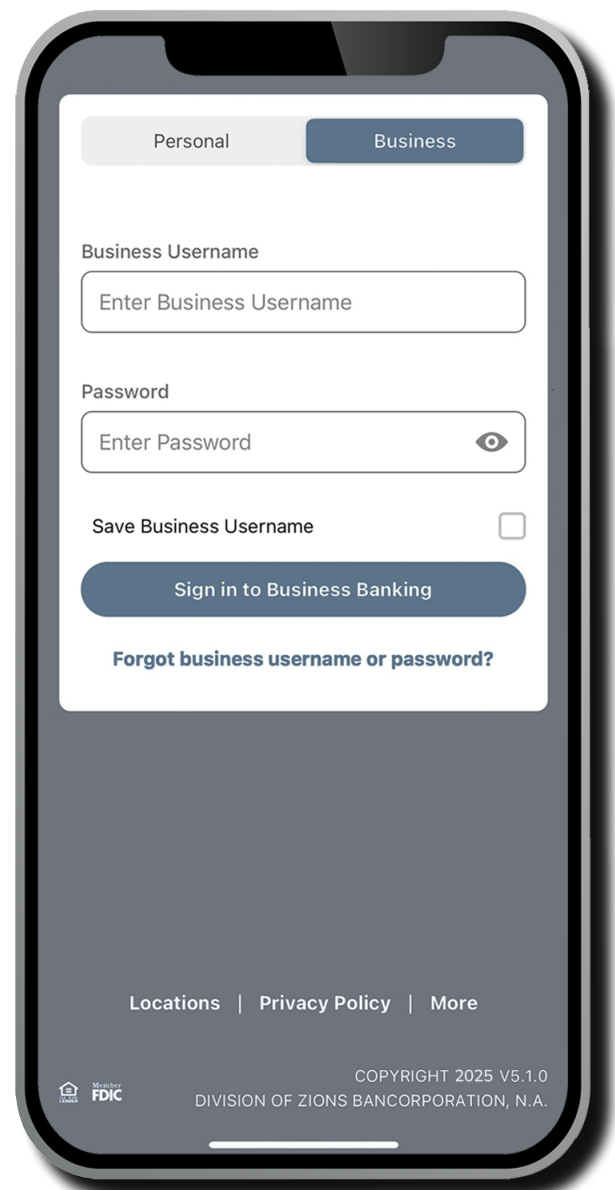 Personal
Business
Business Username
Enter Business Username
Password
Enter Password
Save Business Username
Sign in to Business Banking
Forgot business username or password?
Locations | Privacy Policy | More
COPYRIGHT 2025 V5.1.0
Member
FDIC
LENDER
DIVISION OF ZIONS BANCORPORATION, N.A.